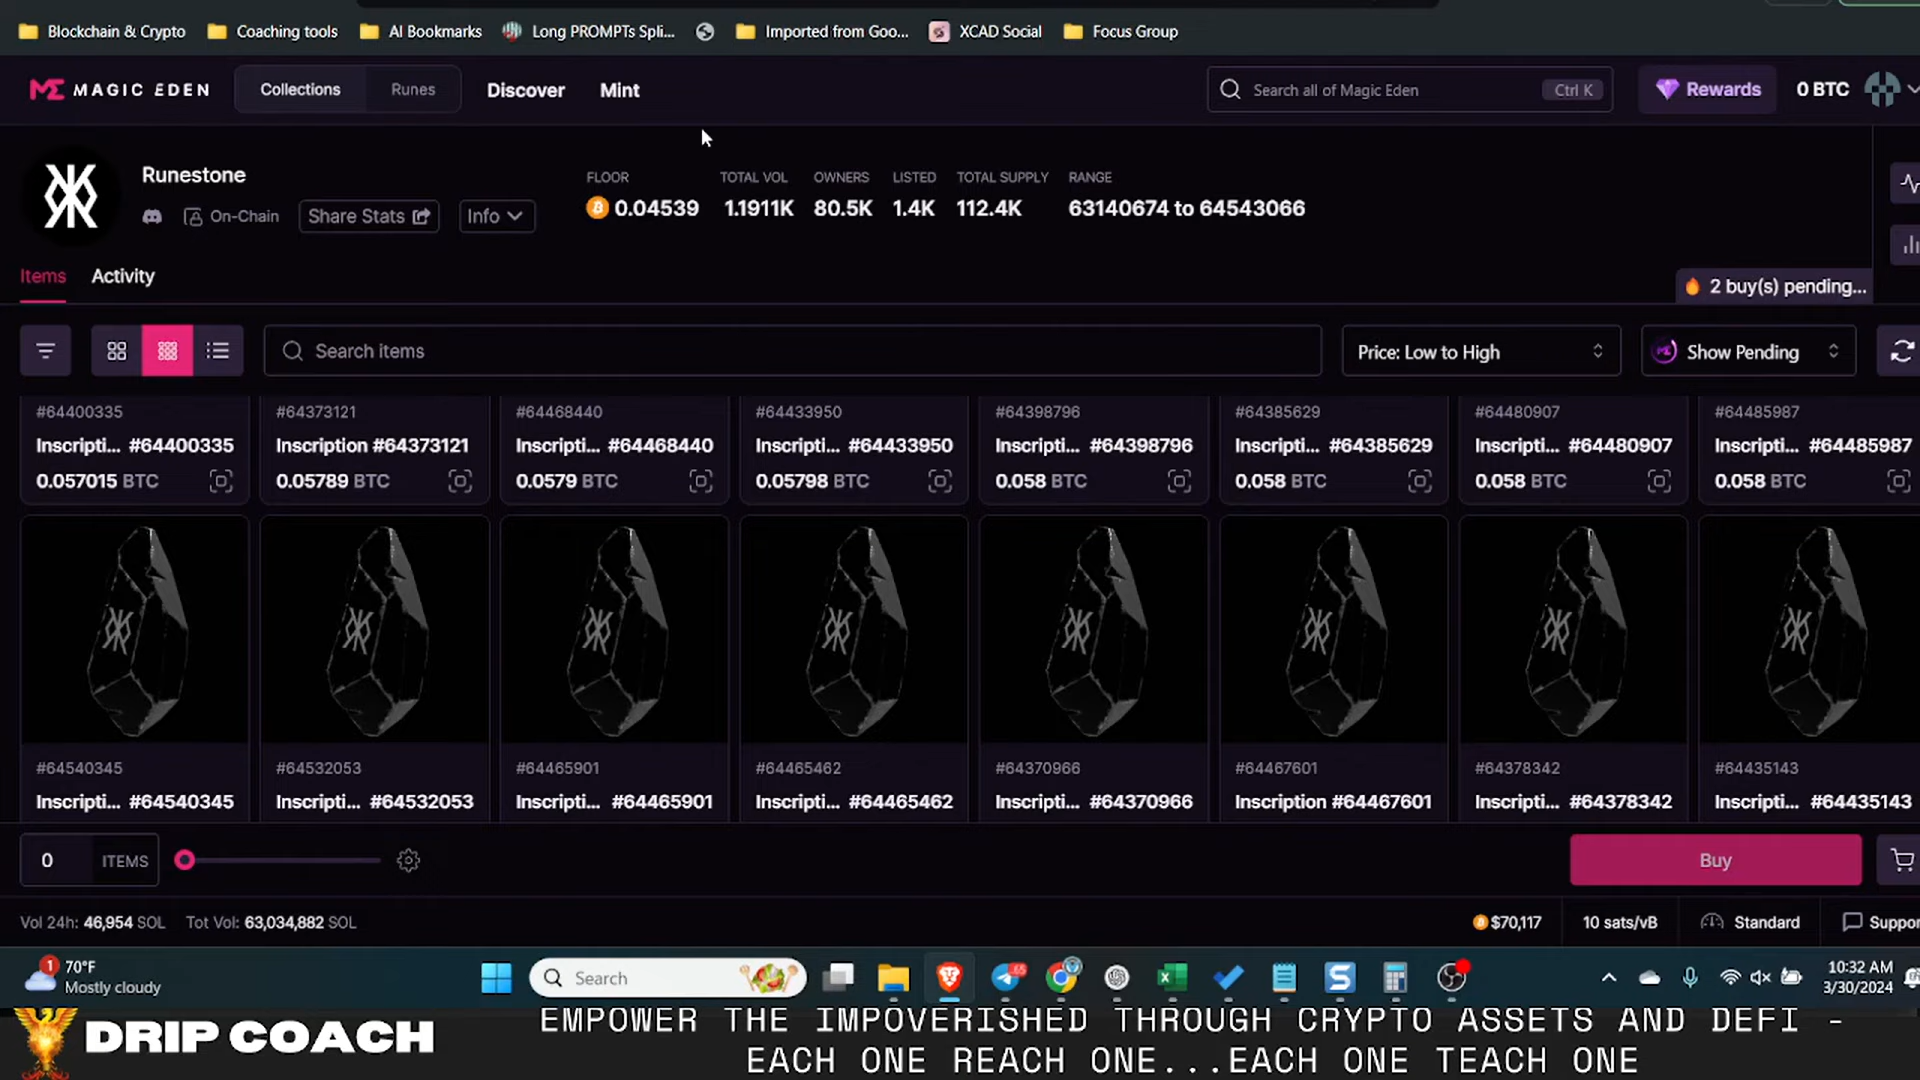 Blockchain & Crypto Coaching tools AI Bookmarks Long PROMPTs Spli... Imported from Goo... XCAD Social Focus Group
MAGIC EDEN Collections Runes Discover Mint Search all of Magic Eden Ctrl K Rewards 0 BTC
Runestone
On-Chain Share Stats Info
FLOOR TOTAL VOL OWNERS LISTED TOTAL SUPPLY RANGE
0.04539 1.1911K 80.5K 1.4K 112.4K 63140674 to 64543066
Items Activity
2 buy(s) pending...
Search items Price: Low to High Show Pending
#64400335 #64373121 #64468440 #64433950 #64398796 #64385629 #64480907 #64485987
Inscripti... #64400335 Inscription #64373121 Inscripti... #64468440 Inscripti... #64433950 Inscripti... #64398796 Inscripti... #64385629 Inscripti... #64480907 Inscripti... #64485987
0.057015 BTC 0.05789 BTC 0.0579 BTC 0.05798 BTC 0.058 BTC 0.058 BTC 0.058 BTC 0.058 BTC
#64540345 #64532053 #64465901 #64465462 #64370966 #64467601 #64378342 #64435143
Inscripti... #64540345 Inscripti... #64532053 Inscripti... #64465901 Inscripti... #64465462 Inscripti... #64370966 Inscription #64467601 Inscripti... #64378342 Inscripti... #64435143
0 ITEMS Buy
Vol 24h: 46,954 SOL Tot Vol: 63,034,882 SOL $70,117 10 sats/vB Standard Suppor
1 70°F
Mostly cloudy
Search
65
10:32 AM
3/30/2024
DRIP COACH
EMPOWER THE IMPOVERISHED THROUGH CRYPTO ASSETS AND DEFI -
EACH ONE REACH ONE...EACH ONE TEACH ONE